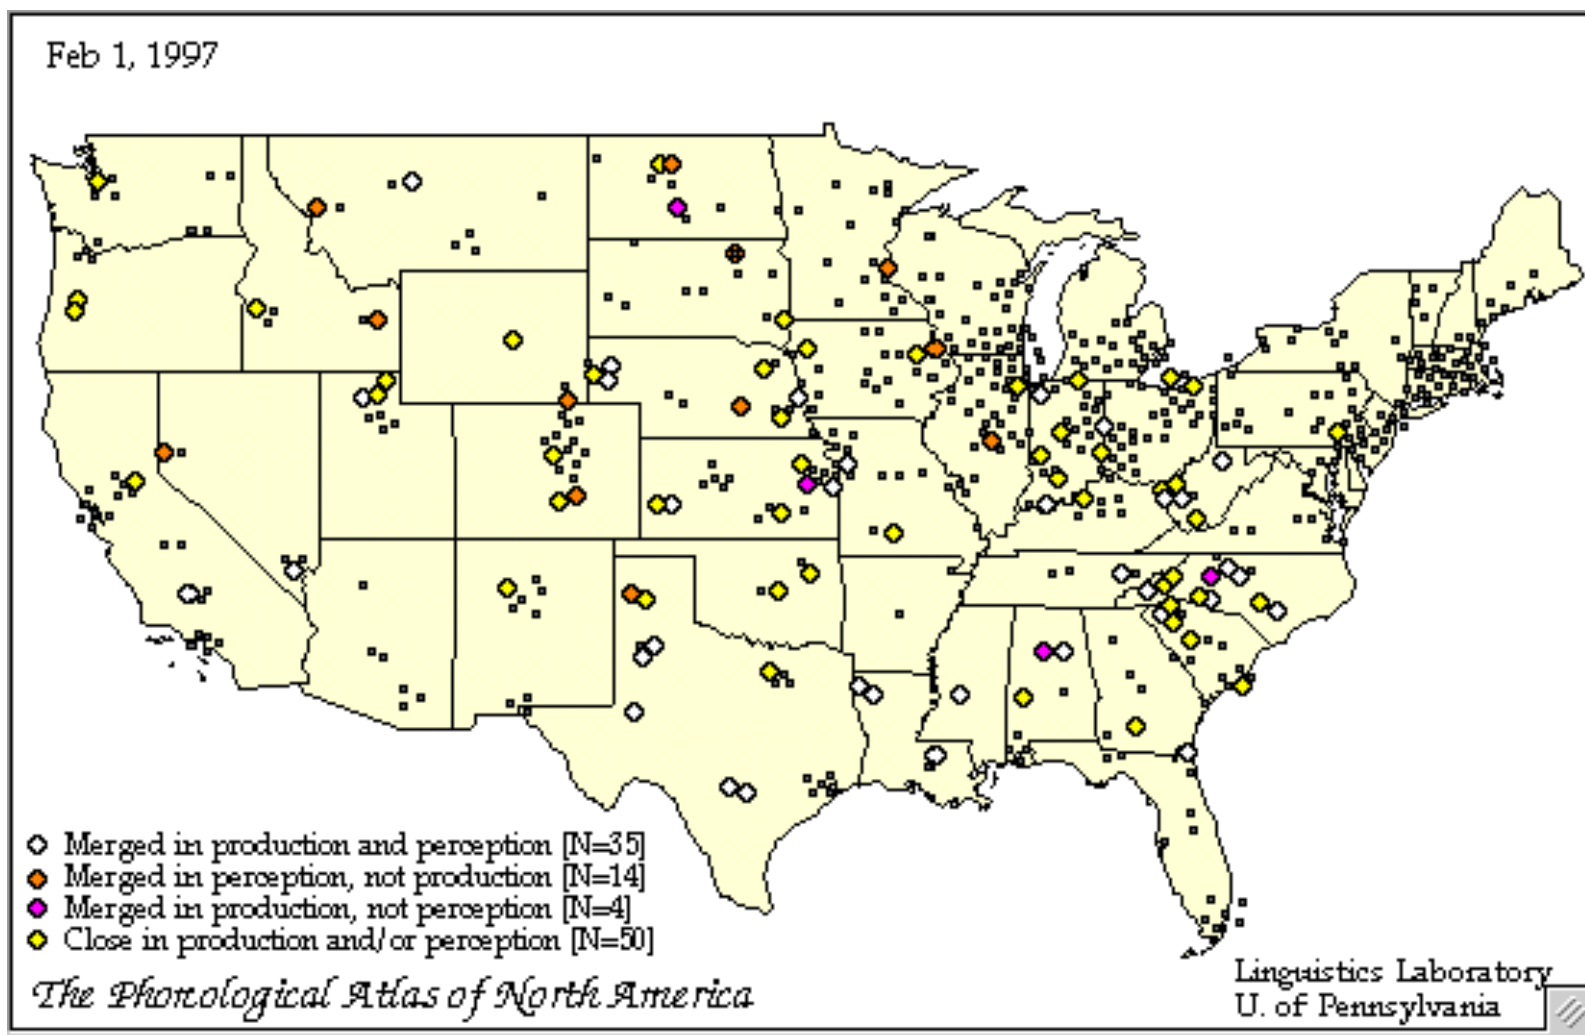 Feb 1, 1997
Merged in production and perception [N=35]
Merged in perception, not production [N=14]
Merged in production, not perception [N=4]
Close in production and/or perception [N=50]
The Phonological Atlas of North America
Linguistics Laboratory
U. of Pennsylvania